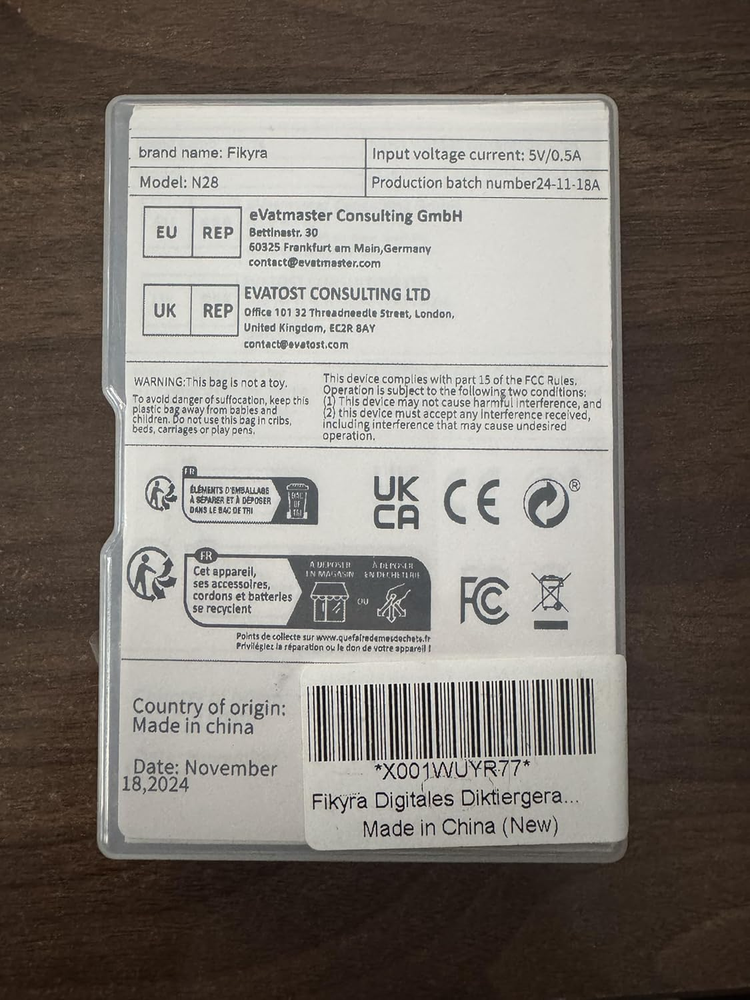 brand name: Fikyra
Input voltage current: 5V/0.5A
Model: N28
Production batch number24-11-18A
EU REP
eVatmaster Consulting GmbH
Bettinastr. 30
60325 Frankfurt am Main,Germany
contact@evatmaster.com
UK REP
EVATOST CONSULTING LTD
Office 101 32 Threadneedle Street, London,
United Kingdom, EC2R 8AY
contact@evatost.com
WARNING:This bag is not a toy.
To avoid danger of suffocation, keep this
plastic bag away from babies and
children. Do not use this bag in cribs,
beds, carriages or play pens.
This device complies with part 15 of the FCC Rules.
Operation is subject to the following two conditions:
(1) This device may not cause harmful interference, and
(2) this device must accept any interference received,
including interference that may cause undesired
operation.
FR
ÉLÉMENTS D'EMBALLAGE
À SÉPARER ET À DÉPOSER
DANS LE BAC DE TRI
BAC
DE
TRI
UK
CA
CE
®
FR
Cet appareil,
ses accessoires,
cordons et batteries
se recyclent
À DÉPOSER
EN MAGASIN
OU
À DÉPOSER
EN DÉCHÈTERIE
FC
Points de collecte sur www.quefairedemesdechets.fr
Privilégiez la réparation ou le don de votre appareil !
Country of origin:
Made in china
Date: November
18,2024
*X001WUYR77*
Fikyra Digitales Diktiergera...
Made in China (New)